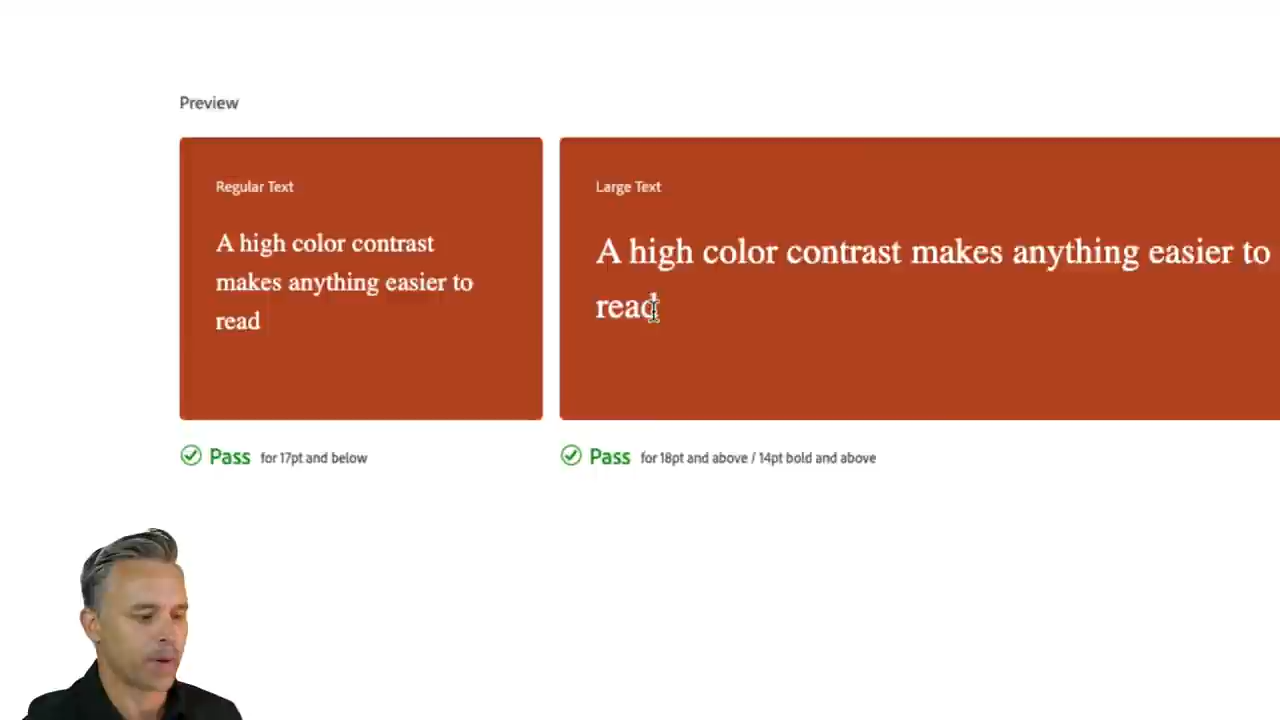 Preview
Regular Text
A high color contrast
makes anything easier to
read
Large Text
A high color contrast makes anything easier to
read
Pass for 17pt and below
Pass for 18pt and above / 14pt bold and above